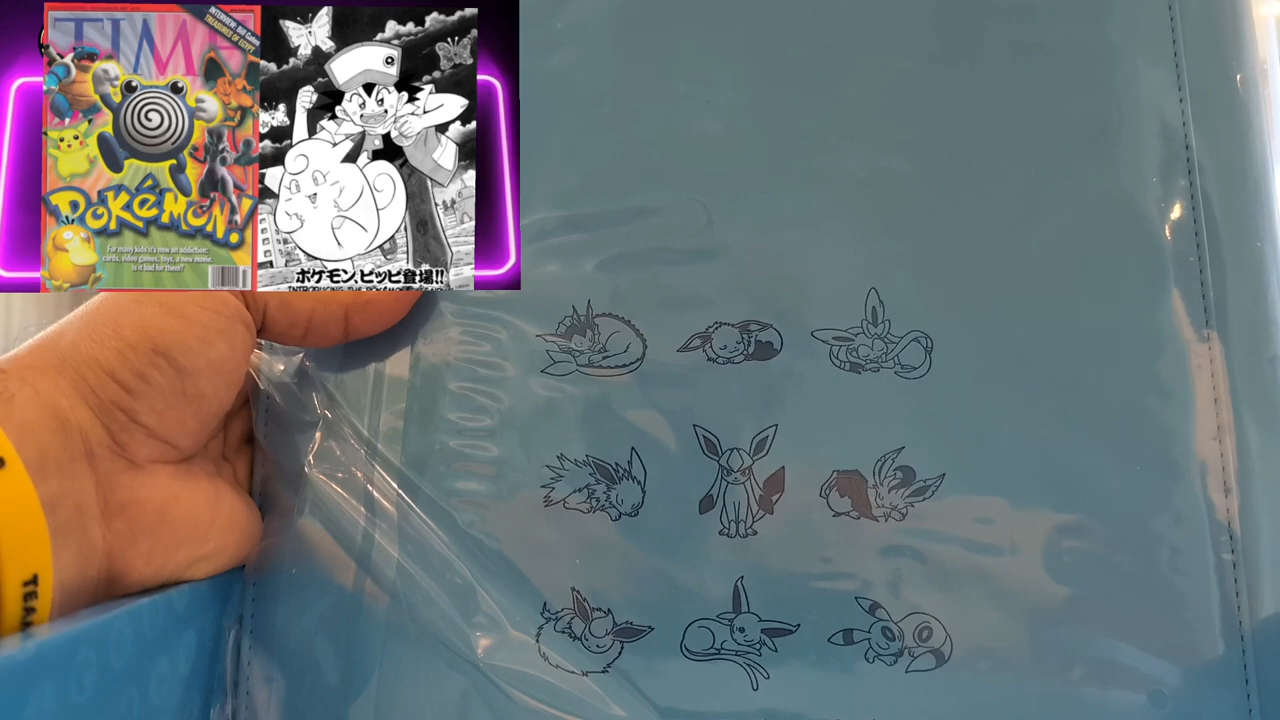 TIME
INTERVIEW: Bill Gates
TREASURES OF EGYPT
POKéMON!
For many kids it's now an addiction:
cards, video games, toys, a new movie.
Is it bad for them?
ポケモン、ピッピ登場!!
TEA